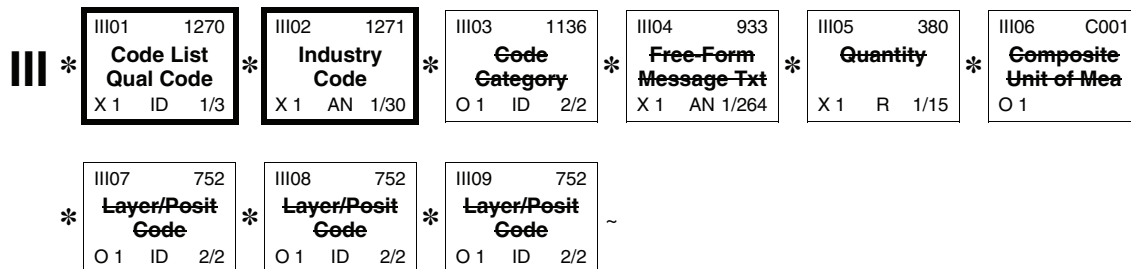 III * III01 1270 * III02 1271 * III03 1136 * III04 933 * III05 380 * III06 C001
Code List Industry Code Free-Form Quantity Composite
Qual Code Code Category Message Txt Unit of Mea
X 1 ID 1/3 X 1 AN 1/30 O 1 ID 2/2 X 1 AN 1/264 X 1 R 1/15 O 1
* III07 752 * III08 752 * III09 752 ~
Layer/Posit Layer/Posit Layer/Posit
Code Code Code
O 1 ID 2/2 O 1 ID 2/2 O 1 ID 2/2